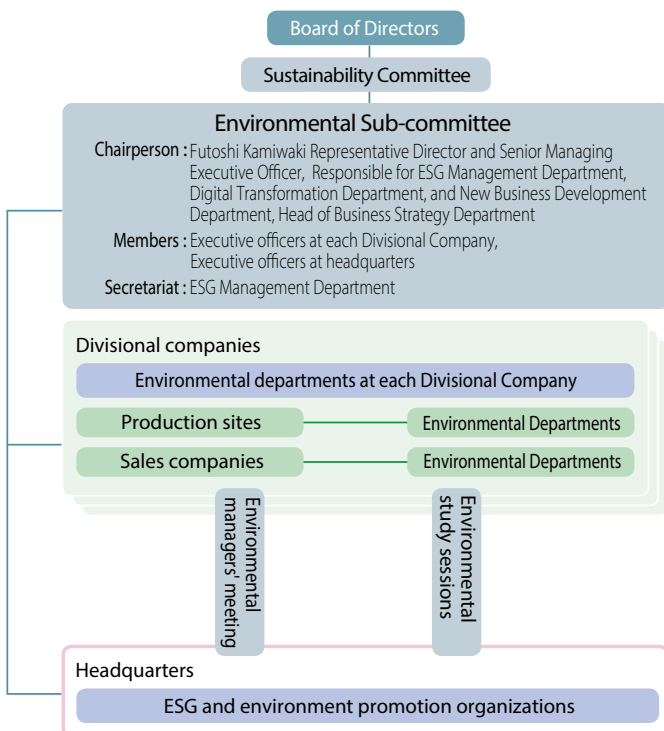 Board of Directors
Sustainability Committee
Environmental Sub-committee
Chairperson : Futoshi Kamiwaki Representative Director and Senior Managing
Executive Officer, Responsible for ESG Management Department,
Digital Transformation Department, and New Business Development
Department, Head of Business Strategy Department
Members : Executive officers at each Divisional Company,
Executive officers at headquarters
Secretariat : ESG Management Department
Divisional companies
Environmental departments at each Divisional Company
Production sites
Environmental Departments
Sales companies
Environmental Departments
Environmental
managers' meeting
Environmental
study sessions
Headquarters
ESG and environment promotion organizations